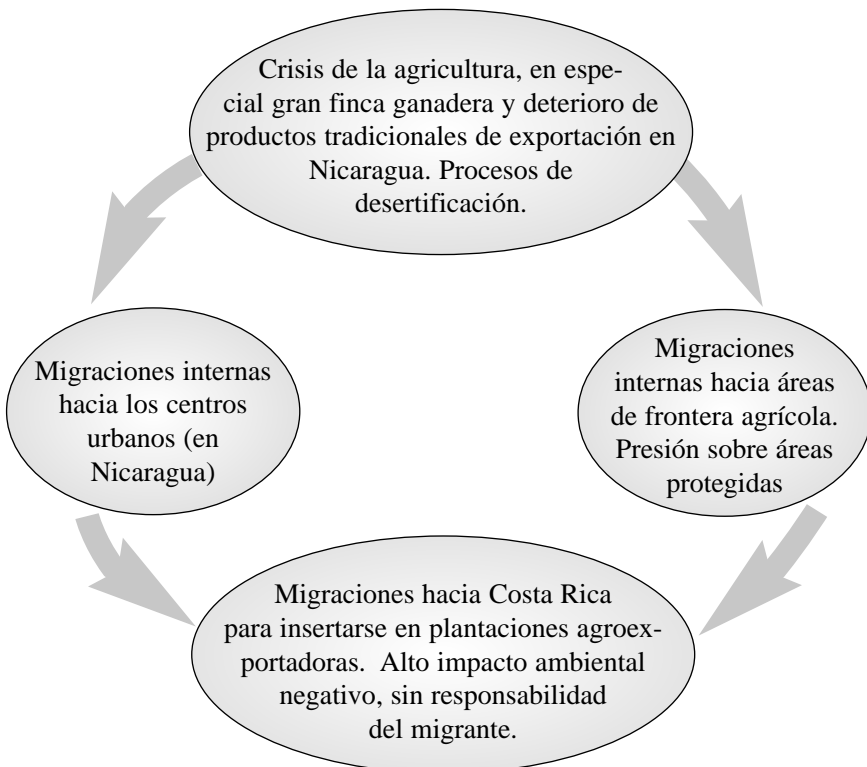 Crisis de la agricultura, en espe-
cial gran finca ganadera y deterioro de
productos tradicionales de exportación en
Nicaragua. Procesos de
desertificación.
Migraciones internas
hacia los centros
urbanos (en
Nicaragua)
Migraciones
internas hacia áreas
de frontera agrícola.
Presión sobre áreas
protegidas
Migraciones hacia Costa Rica
para insertarse en plantaciones agroex-
portadoras. Alto impacto ambiental
negativo, sin responsabilidad
del migrante.